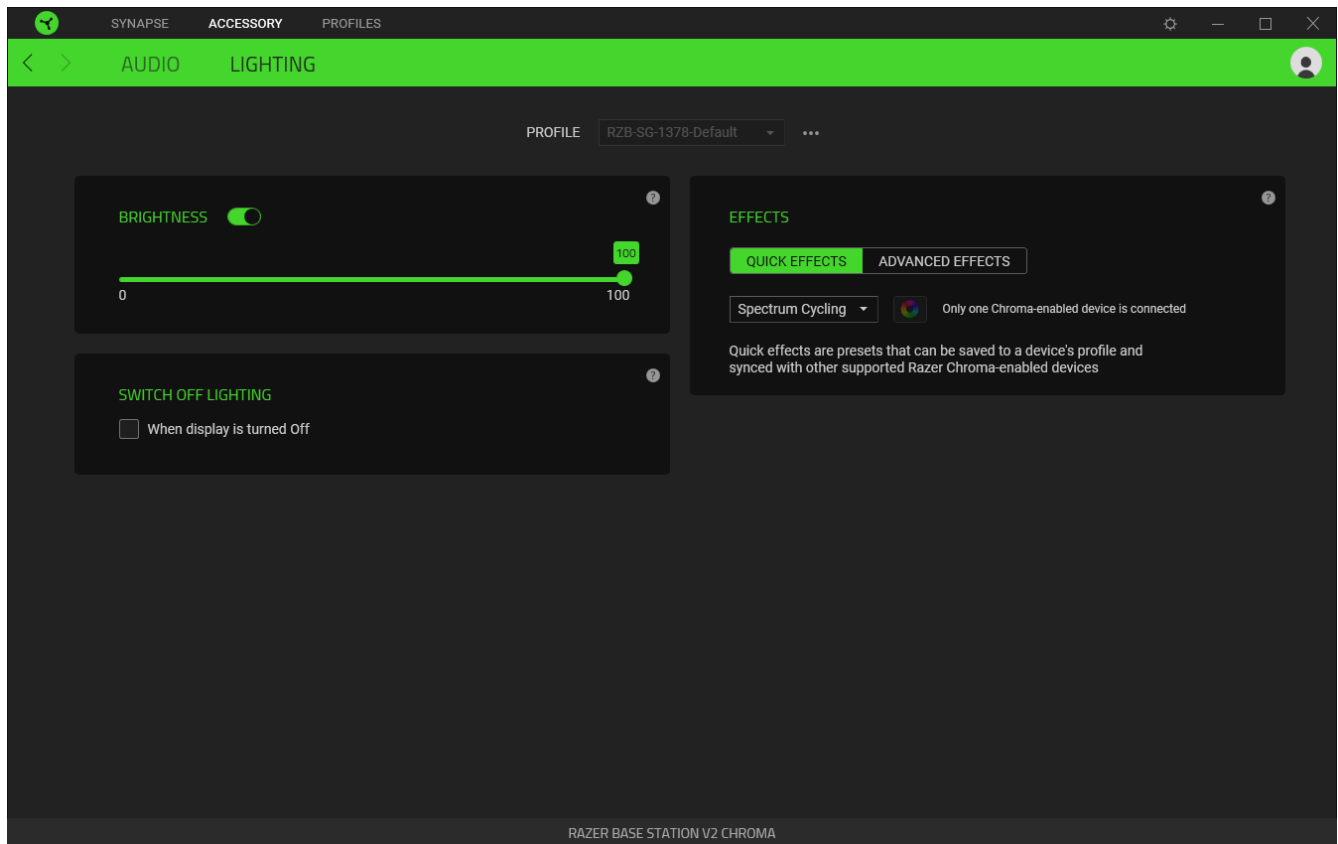 SYNAPSE ACCESSORY PROFILES
AUDIO LIGHTING
PROFILE RZB-SG-1378-Default
BRIGHTNESS
100
0 100
SWITCH OFF LIGHTING
When display is turned Off
EFFECTS
QUICK EFFECTS ADVANCED EFFECTS
Spectrum Cycling Only one Chroma-enabled device is connected
Quick effects are presets that can be saved to a device's profile and
synced with other supported Razer Chroma-enabled devices
RAZER BASE STATION V2 CHROMA